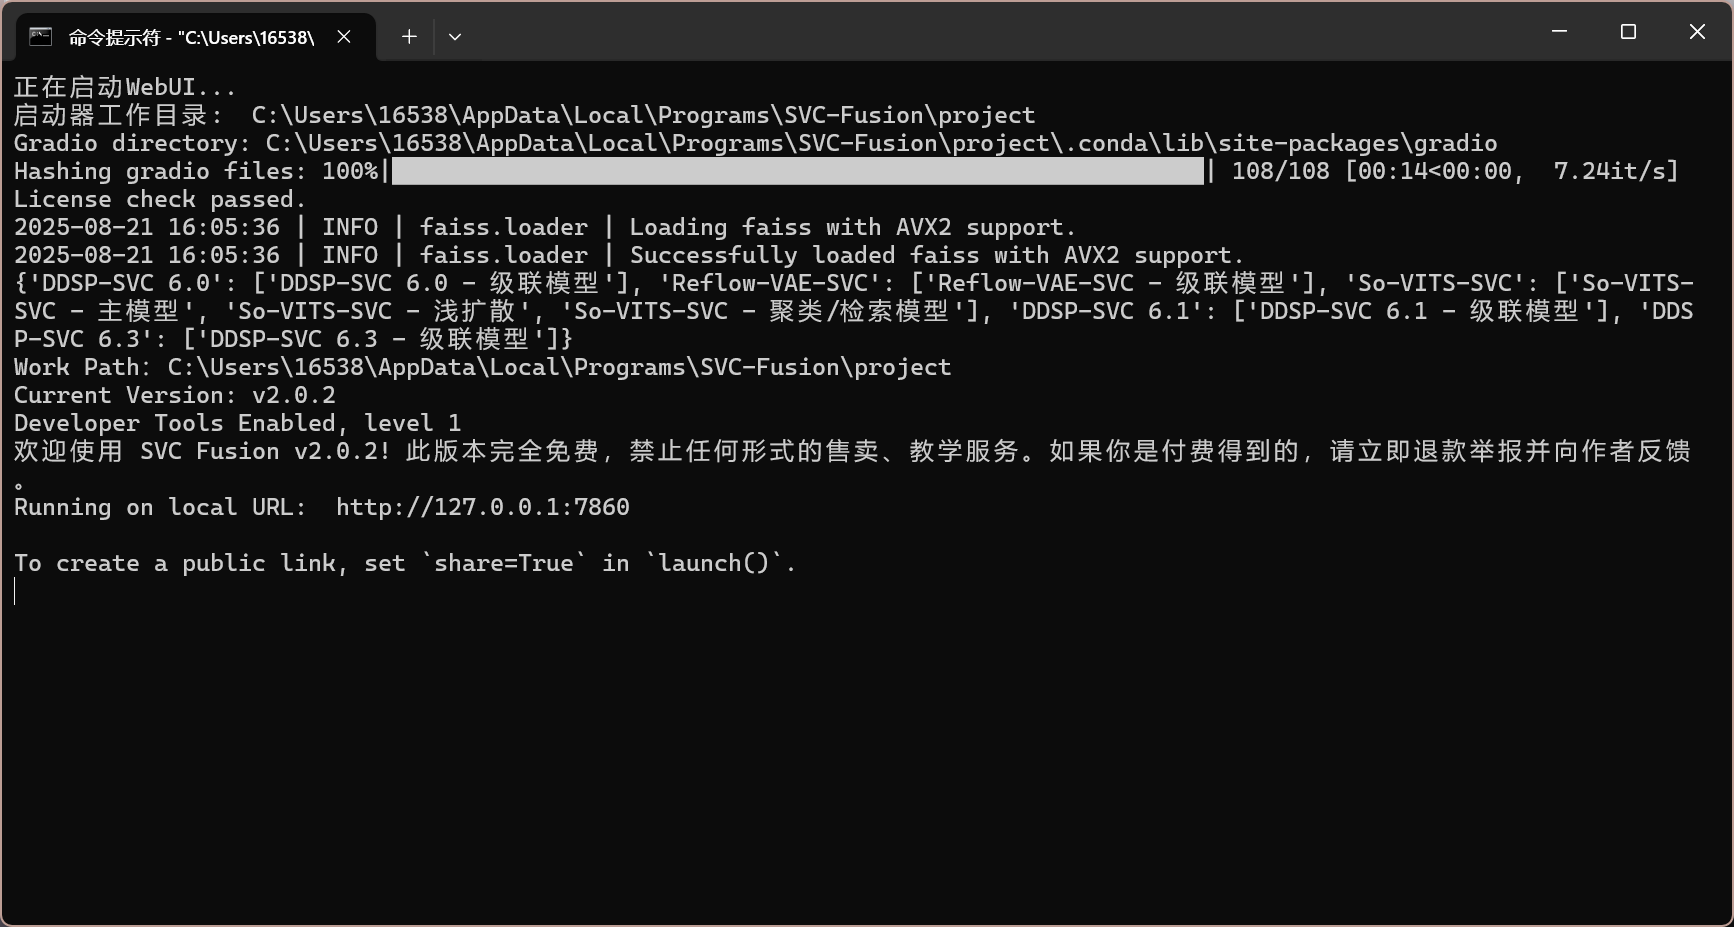 命令提示符 - "C:\Users\16538\
正在启动WebUI...
启动器工作目录： C:\Users\16538\AppData\Local\Programs\SVC-Fusion\project
Gradio directory: C:\Users\16538\AppData\Local\Programs\SVC-Fusion\project\.conda\lib\site-packages\gradio
Hashing gradio files: 100%|| 108/108 [00:14<00:00,  7.24it/s]
License check passed.
2025-08-21 16:05:36 | INFO | faiss.loader | Loading faiss with AVX2 support.
2025-08-21 16:05:36 | INFO | faiss.loader | Successfully loaded faiss with AVX2 support.
{'DDSP-SVC 6.0': ['DDSP-SVC 6.0 - 级联模型'], 'Reflow-VAE-SVC': ['Reflow-VAE-SVC - 级联模型'], 'So-VITS-SVC': ['So-VITS-
SVC - 主模型', 'So-VITS-SVC - 浅扩散', 'So-VITS-SVC - 聚类/检索模型'], 'DDSP-SVC 6.1': ['DDSP-SVC 6.1 - 级联模型'], 'DDS
P-SVC 6.3': ['DDSP-SVC 6.3 - 级联模型']}
Work Path: C:\Users\16538\AppData\Local\Programs\SVC-Fusion\project
Current Version: v2.0.2
Developer Tools Enabled, level 1
欢迎使用 SVC Fusion v2.0.2! 此版本完全免费，禁止任何形式的售卖、教学服务。如果你是付费得到的，请立即退款举报并向作者反馈
。
Running on local URL:  http://127.0.0.1:7860
To create a public link, set `share=True` in `launch()`.